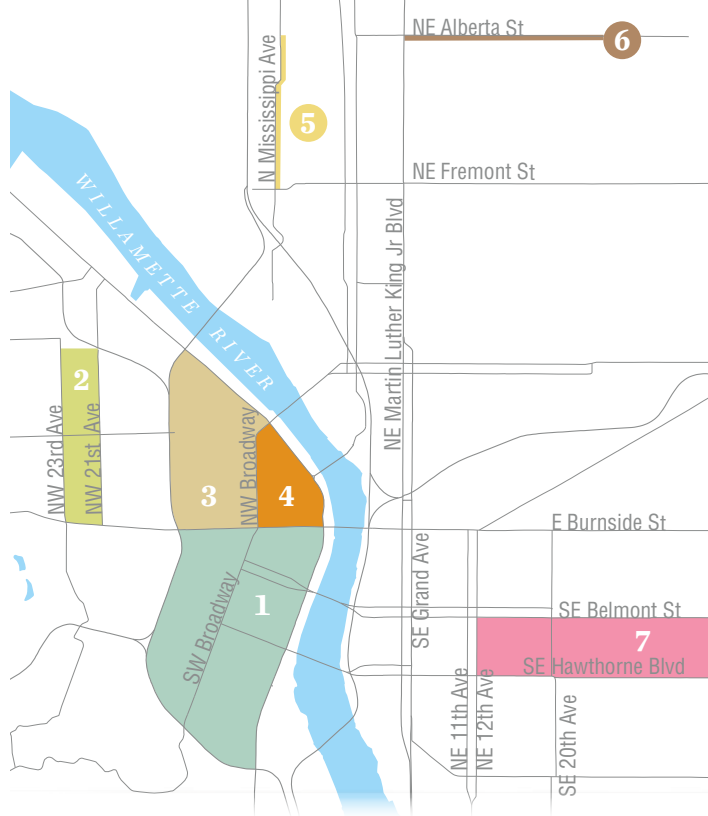 NE Alberta St
6
N Mississippi Ave
5
NE Fremont St
WILLAMETTE RIVER
NE Martin Luther King Jr Blvd
2
NW 23rd Ave
NW 21st Ave
NW Broadway
3
4
E Burnside St
SE Grand Ave
1
SW Broadway
SE Belmont St
7
SE Hawthorne Blvd
NE 11th Ave
NE 12th Ave
SE 20th Ave